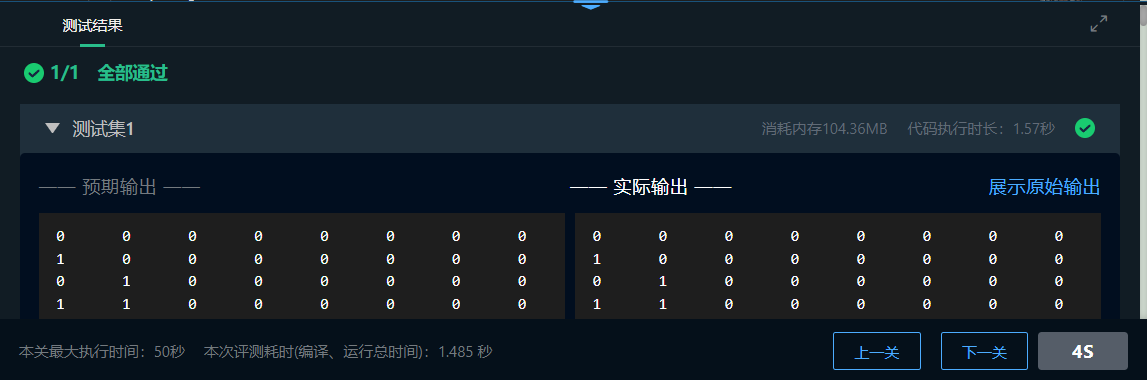 测试结果
1/1 全部通过
测试集1 消耗内存104.36MB 代码执行时长：1.57秒
—— 预期输出 —— —— 实际输出 —— 展示原始输出
0 0 0 0 0 0 0 0 0 0 0 0 0 0 0 0
1 0 0 0 0 0 0 0 1 0 0 0 0 0 0 0
0 1 0 0 0 0 0 0 0 1 0 0 0 0 0 0
1 1 0 0 0 0 0 0 1 1 0 0 0 0 0 0
本关最大执行时间：50秒 本次评测耗时(编译、运行总时间)：1.485 秒 上一关 下一关 4S